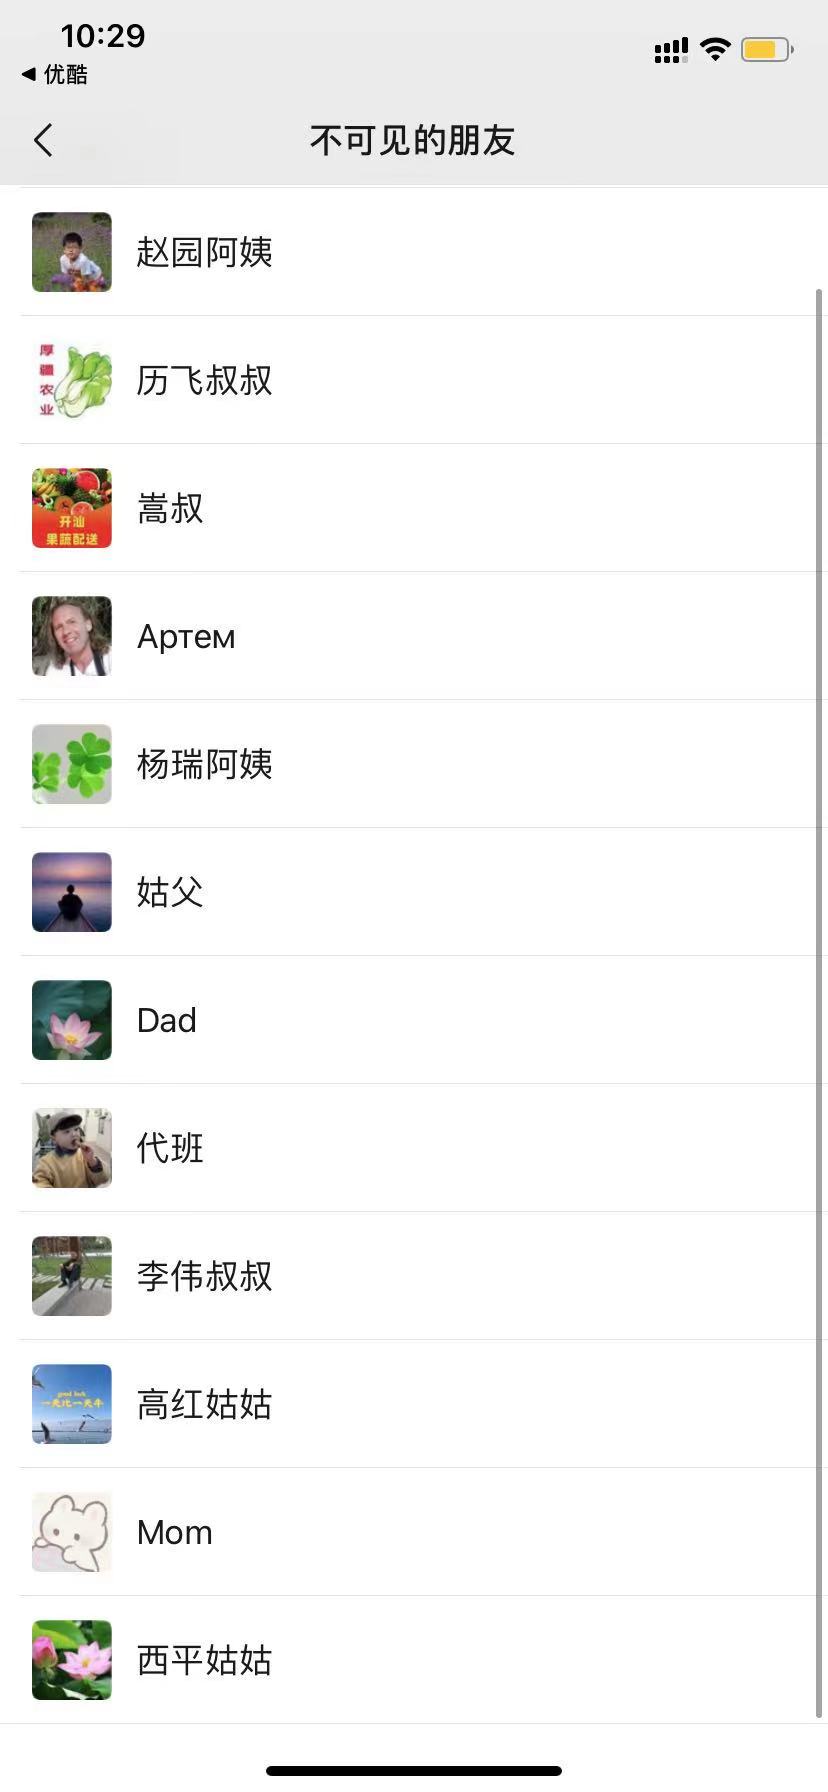 10:29
◀ 优酷
不可见的朋友
赵园阿姨
厚
疆
农
业
历飞叔叔
开汕
果蔬配送
嵩叔
Артем
杨瑞阿姨
姑父
Dad
代班
李伟叔叔
good luck
一天比一天牛
高红姑姑
Mom
西平姑姑